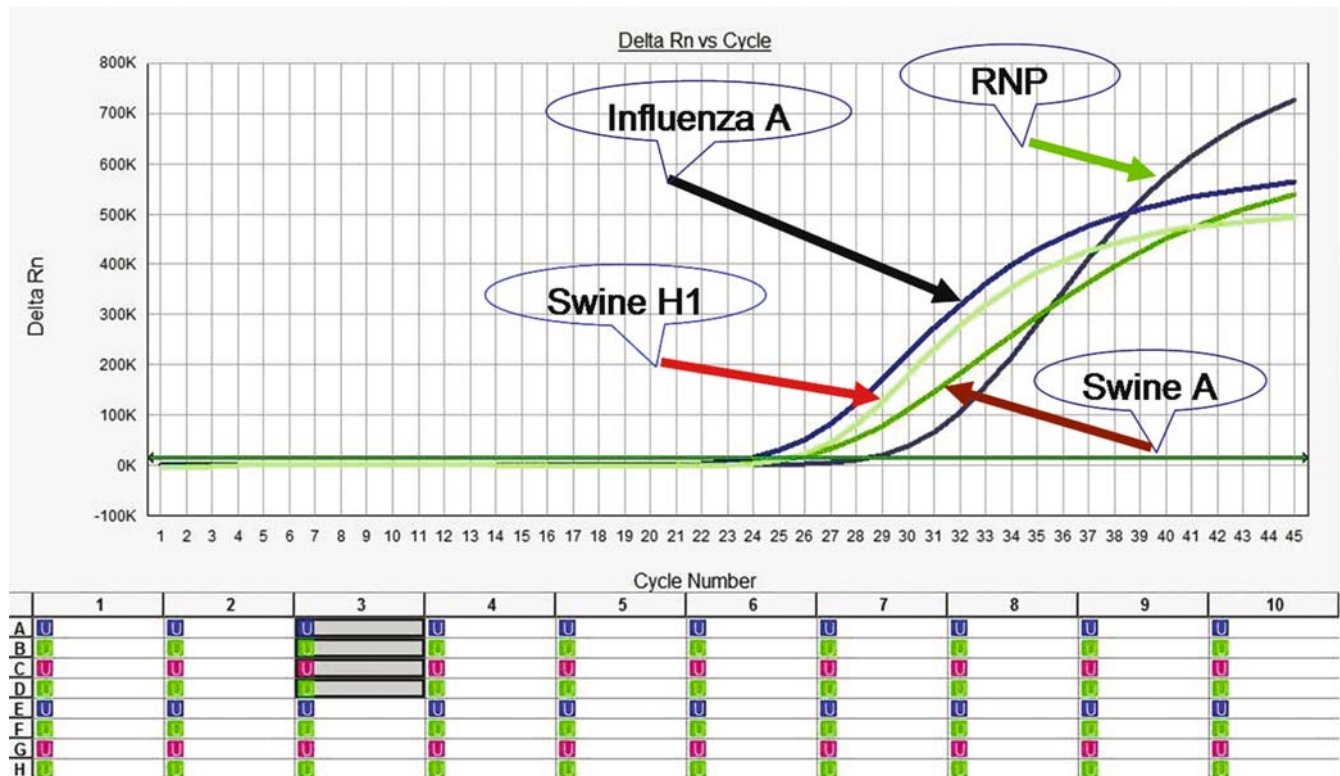 Delta Rn vs Cycle
800K
700K
600K
500K
400K
300K
200K
100K
0K
-100K
Delta Rn
Influenza A
RNP
Swine H1
Swine A
1 2 3 4 5 6 7 8 9 10 11 12 13 14 15 16 17 18 19 20 21 22 23 24 25 26 27 28 29 30 31 32 33 34 35 36 37 38 39 40 41 42 43 44 45
Cycle Number
1 2 3 4 5 6 7 8 9 10
A U U U U U U U U U U
B U U U U U U U U U U
C U U U U U U U U U U
D U U U U U U U U U U
E U U U U U U U U U U
F U U U U U U U U U U
G U U U U U U U U U U
H U U U U U U U U U U